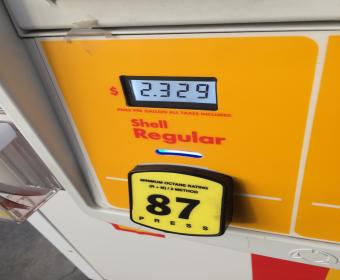 $ 2.329
PRICE PER GALLON ALL TAXES INCLUDED
Shell
Regular
MINIMUM OCTANE RATING
(R + M) / 2 METHOD
87
PRESS